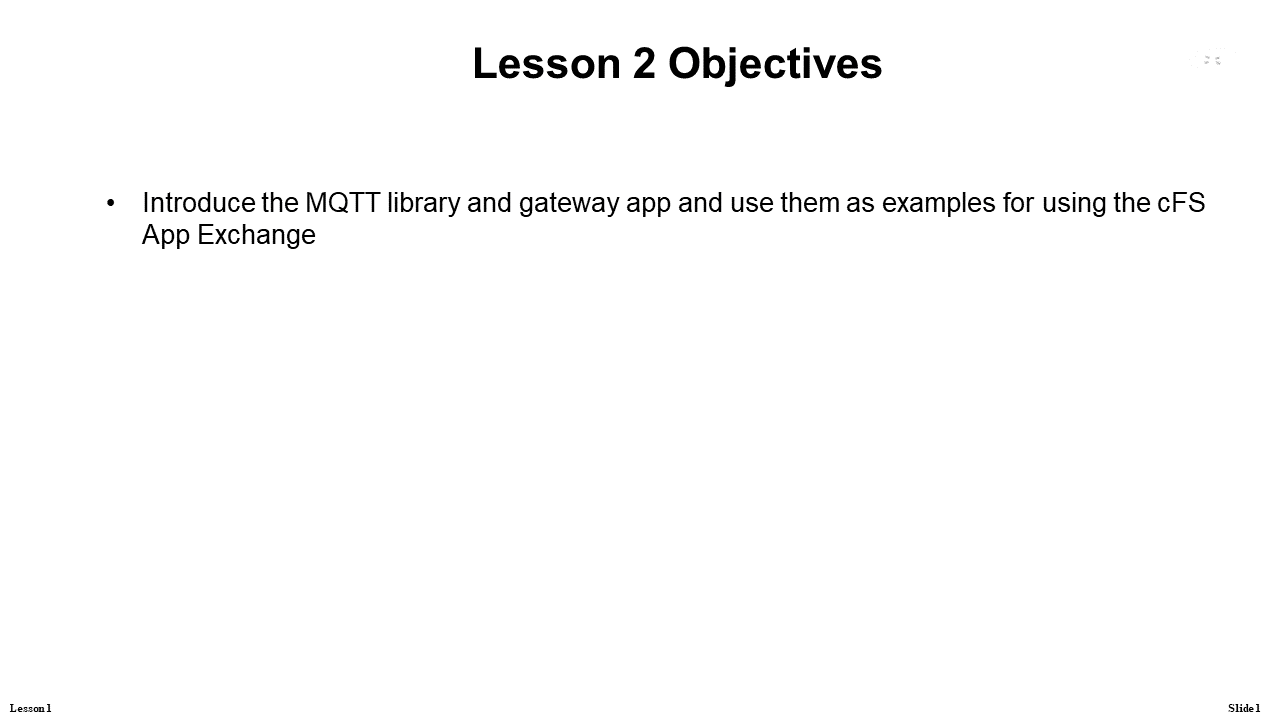 Lesson 2 Objectives
• Introduce the MQTT library and gateway app and use them as examples for using the cFS
App Exchange
Lesson 1
Slide 1